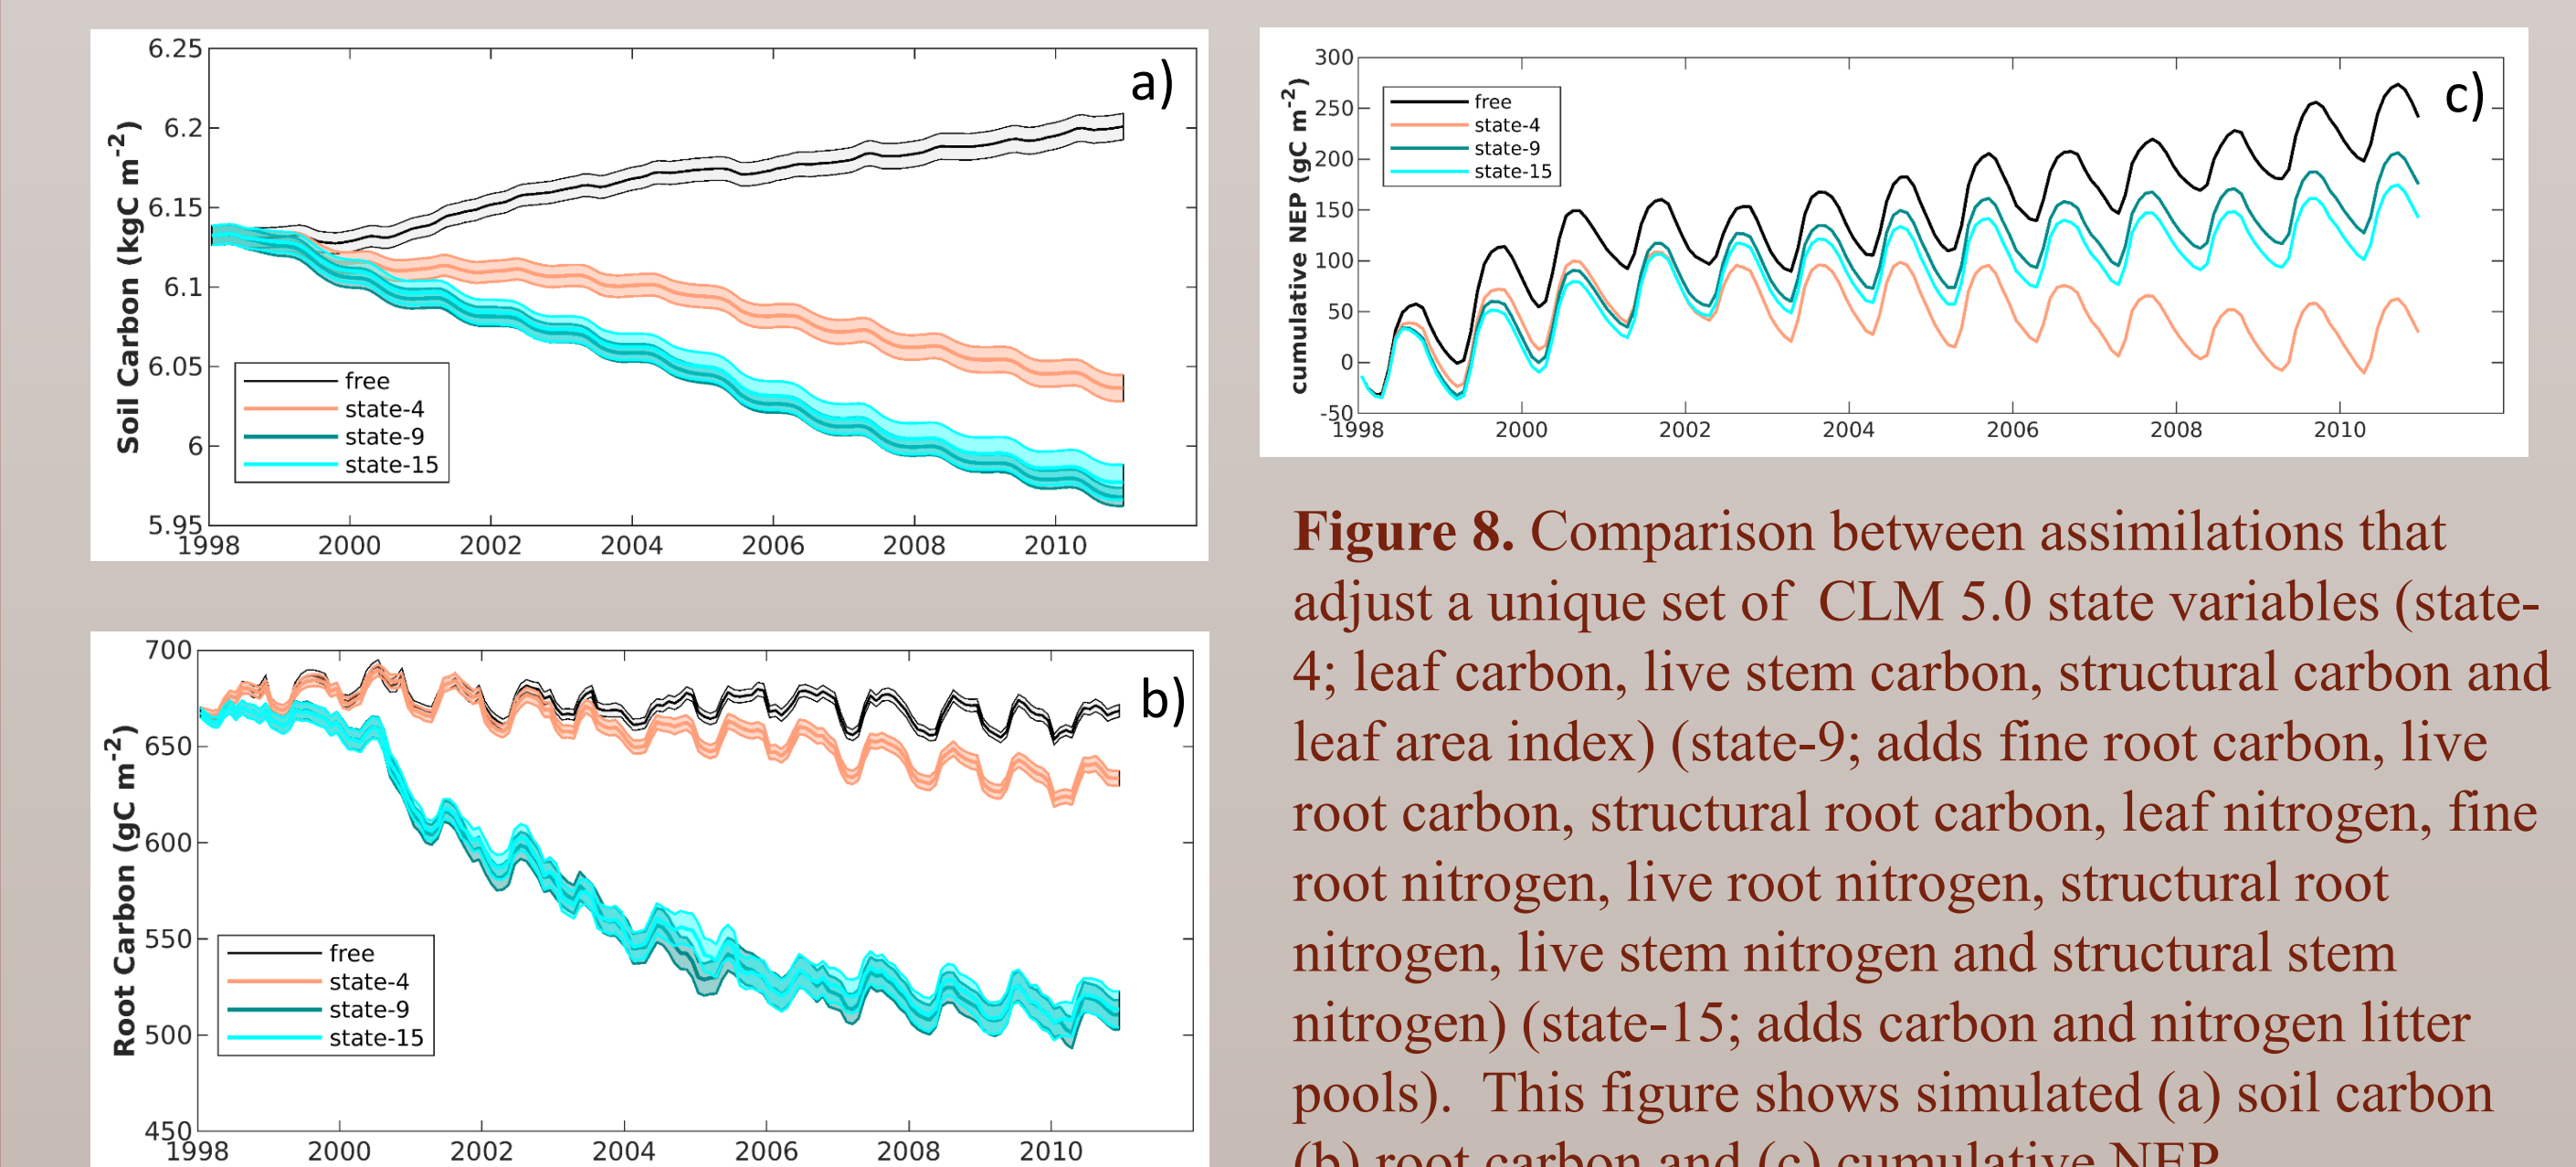 a)
6.25
6.2
6.15
6.1
6.05
6
5.95
Soil Carbon (kgC m-2)
free
state-4
state-9
state-15
1998 2000 2002 2004 2006 2008 2010
b)
700
650
600
550
500
450
Root Carbon (gC m-2)
free
state-4
state-9
state-15
1998 2000 2002 2004 2006 2008 2010
c)
300
250
200
150
100
50
0
-50
cumulative NEP (gC m-2)
free
state-4
state-9
state-15
1998 2000 2002 2004 2006 2008 2010
Figure 8. Comparison between assimilations that
adjust a unique set of CLM 5.0 state variables (state-
4; leaf carbon, live stem carbon, structural carbon and
leaf area index) (state-9; adds fine root carbon, live
root carbon, structural root carbon, leaf nitrogen, fine
root nitrogen, live root nitrogen, structural root
nitrogen, live stem nitrogen and structural stem
nitrogen) (state-15; adds carbon and nitrogen litter
pools). This figure shows simulated (a) soil carbon
(b) root carbon and (c) cumulative NEP